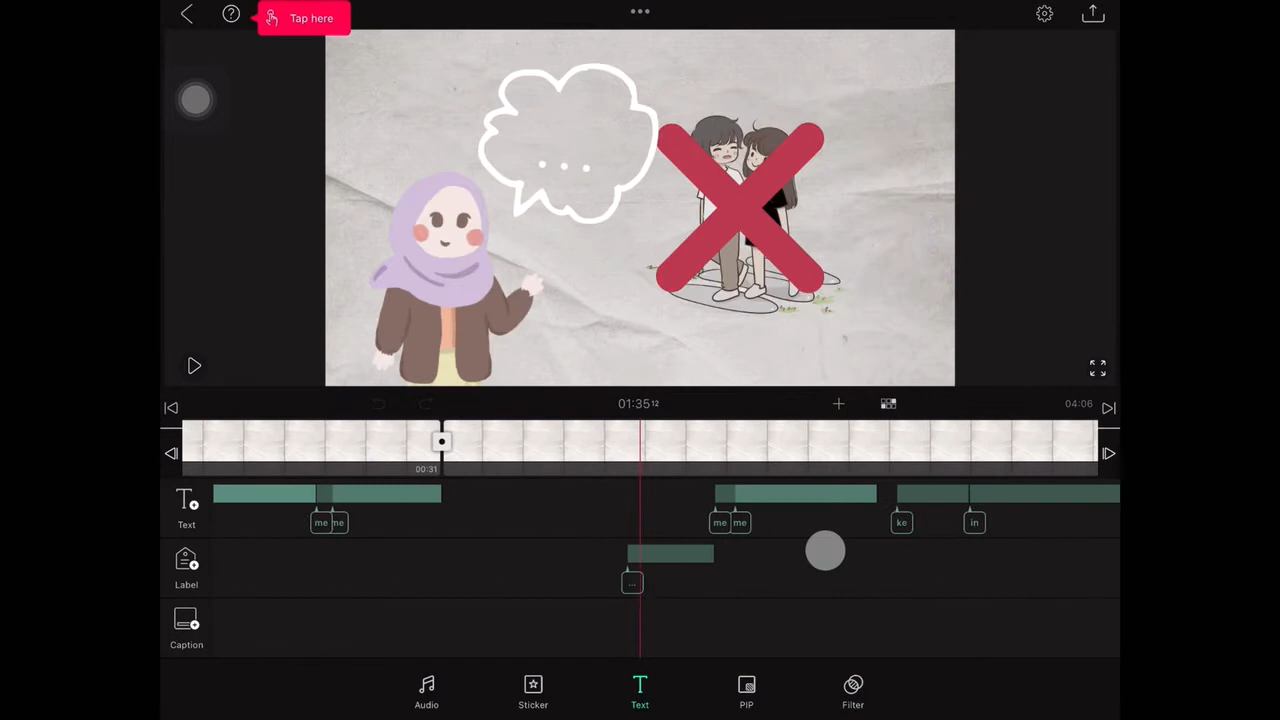 Tap here
...
01:35 12
04:06
00:31
Text
me
me
me
me
ke
in
Label
...
Caption
Audio
Sticker
Text
PIP
Filter